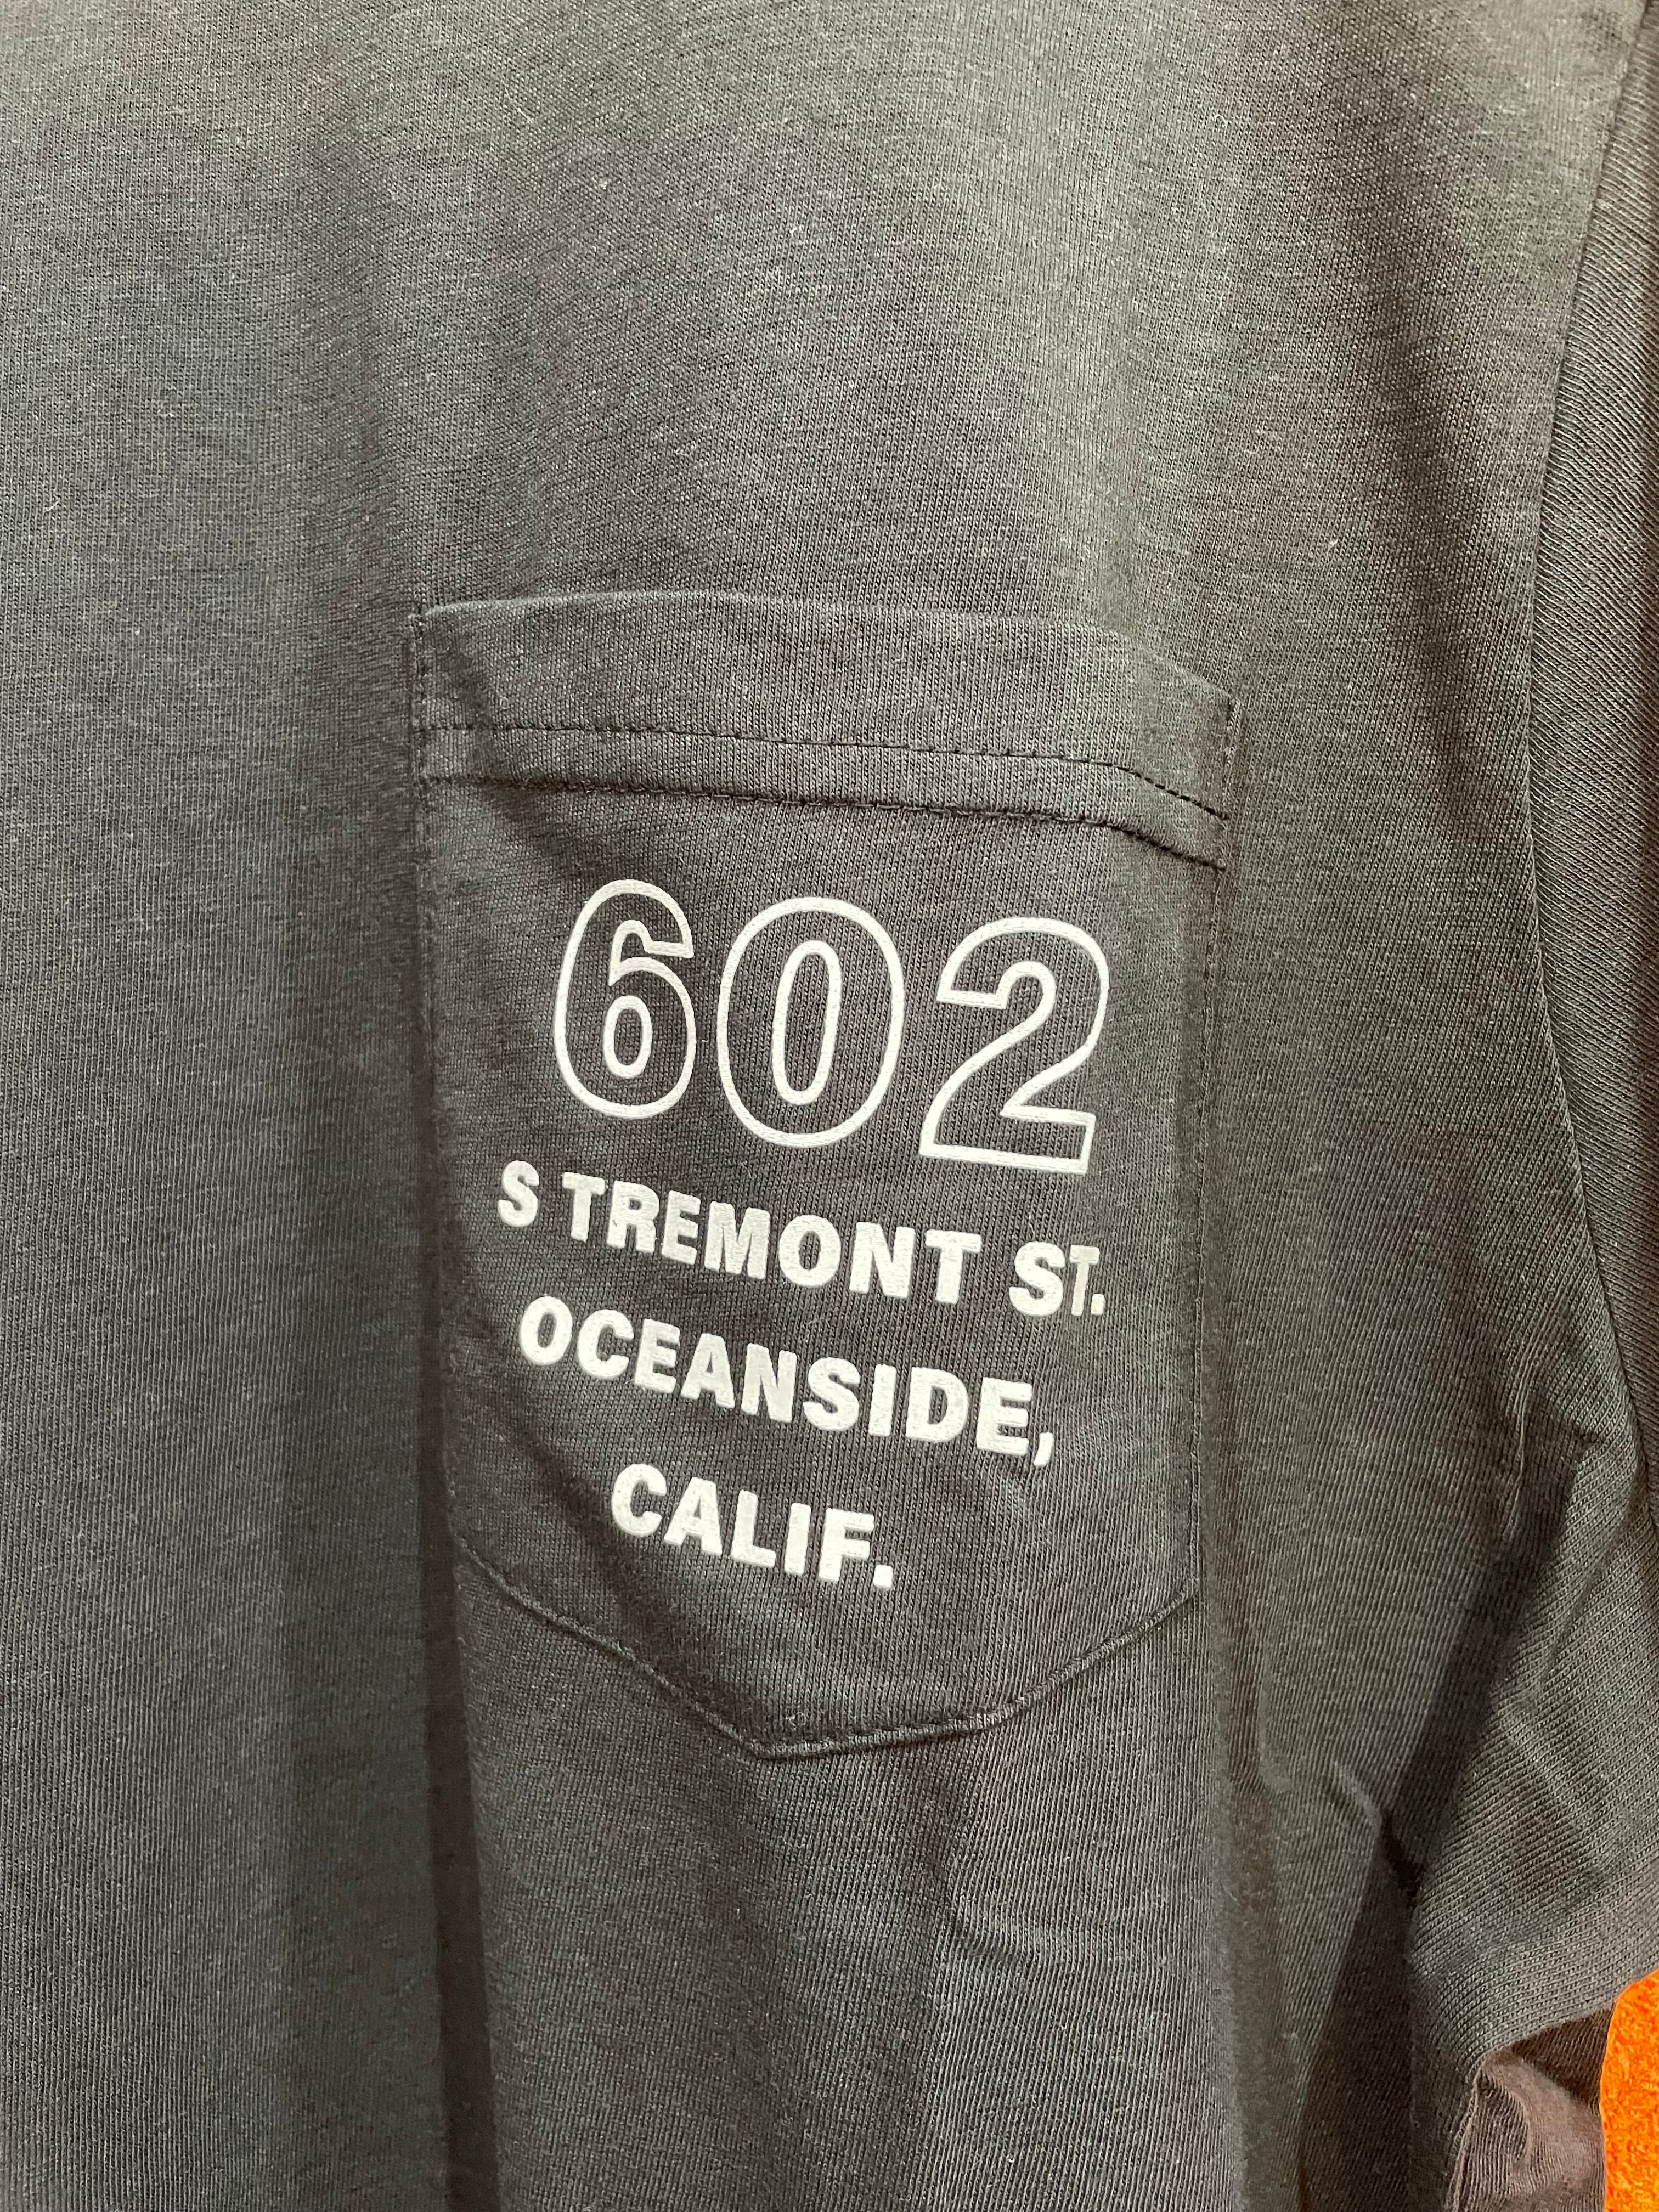 602
S TREMONT ST.
OCEANSIDE,
CALIF.